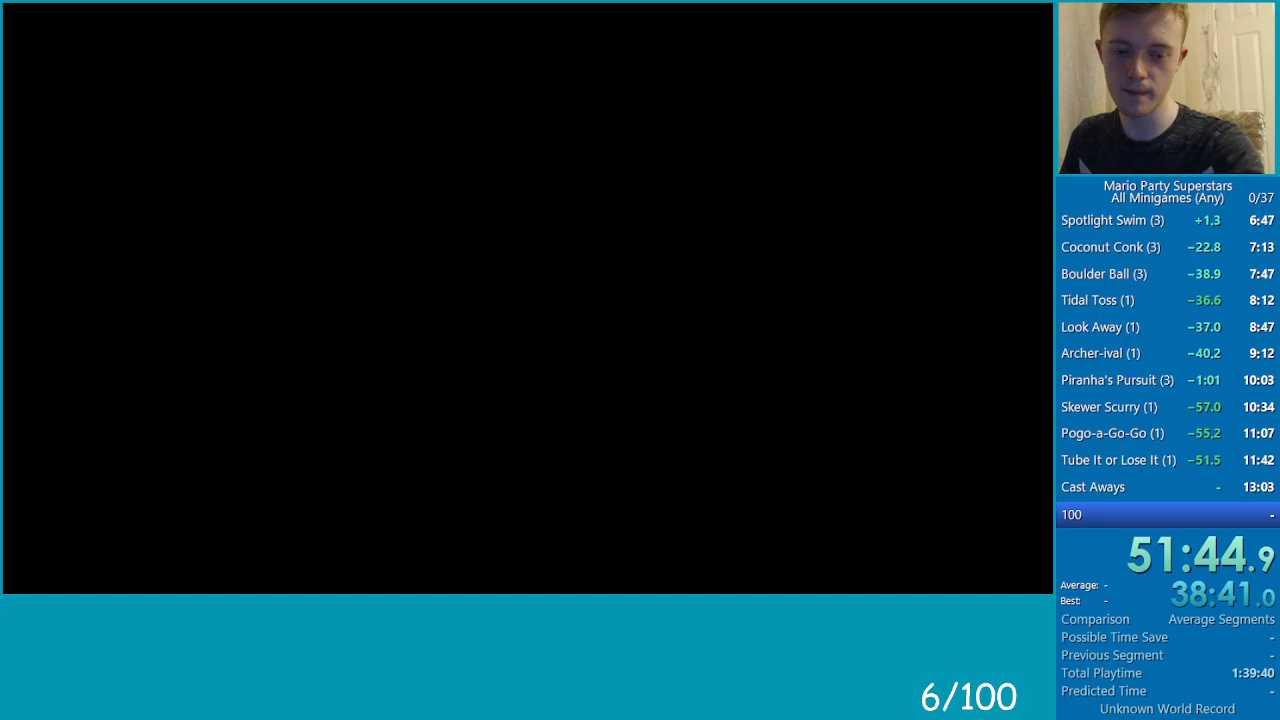 Mario Party Superstars
All Minigames (Any) 0/37
Spotlight Swim (3) +1.3 6:47
Coconut Conk (3) −22.8 7:13
Boulder Ball (3) −38.9 7:47
Tidal Toss (1) −36.6 8:12
Look Away (1) −37.0 8:47
Archer-ival (1) −40.2 9:12
Piranha's Pursuit (3) −1:01 10:03
Skewer Scurry (1) −57.0 10:34
Pogo-a-Go-Go (1) −55.2 11:07
Tube It or Lose It (1) −51.5 11:42
Cast Aways - 13:03
100 -
51:44.9
Average: -
38:41.0
Best: -
Comparison Average Segments
Possible Time Save -
Previous Segment -
Total Playtime 1:39:40
Predicted Time -
Unknown World Record
6/100